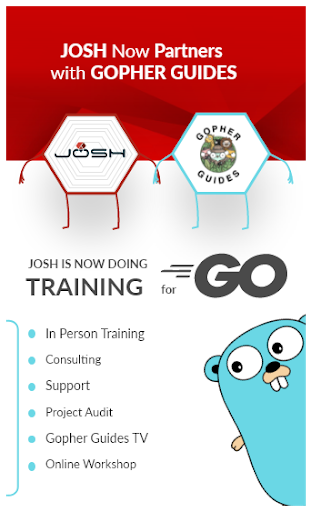 JOSH Now Partners
with GOPHER GUIDES
JOSH
GOPHER
GUIDES
JOSH IS NOW DOING
TRAINING for GO
In Person Training
Consulting
Support
Project Audit
Gopher Guides TV
Online Workshop